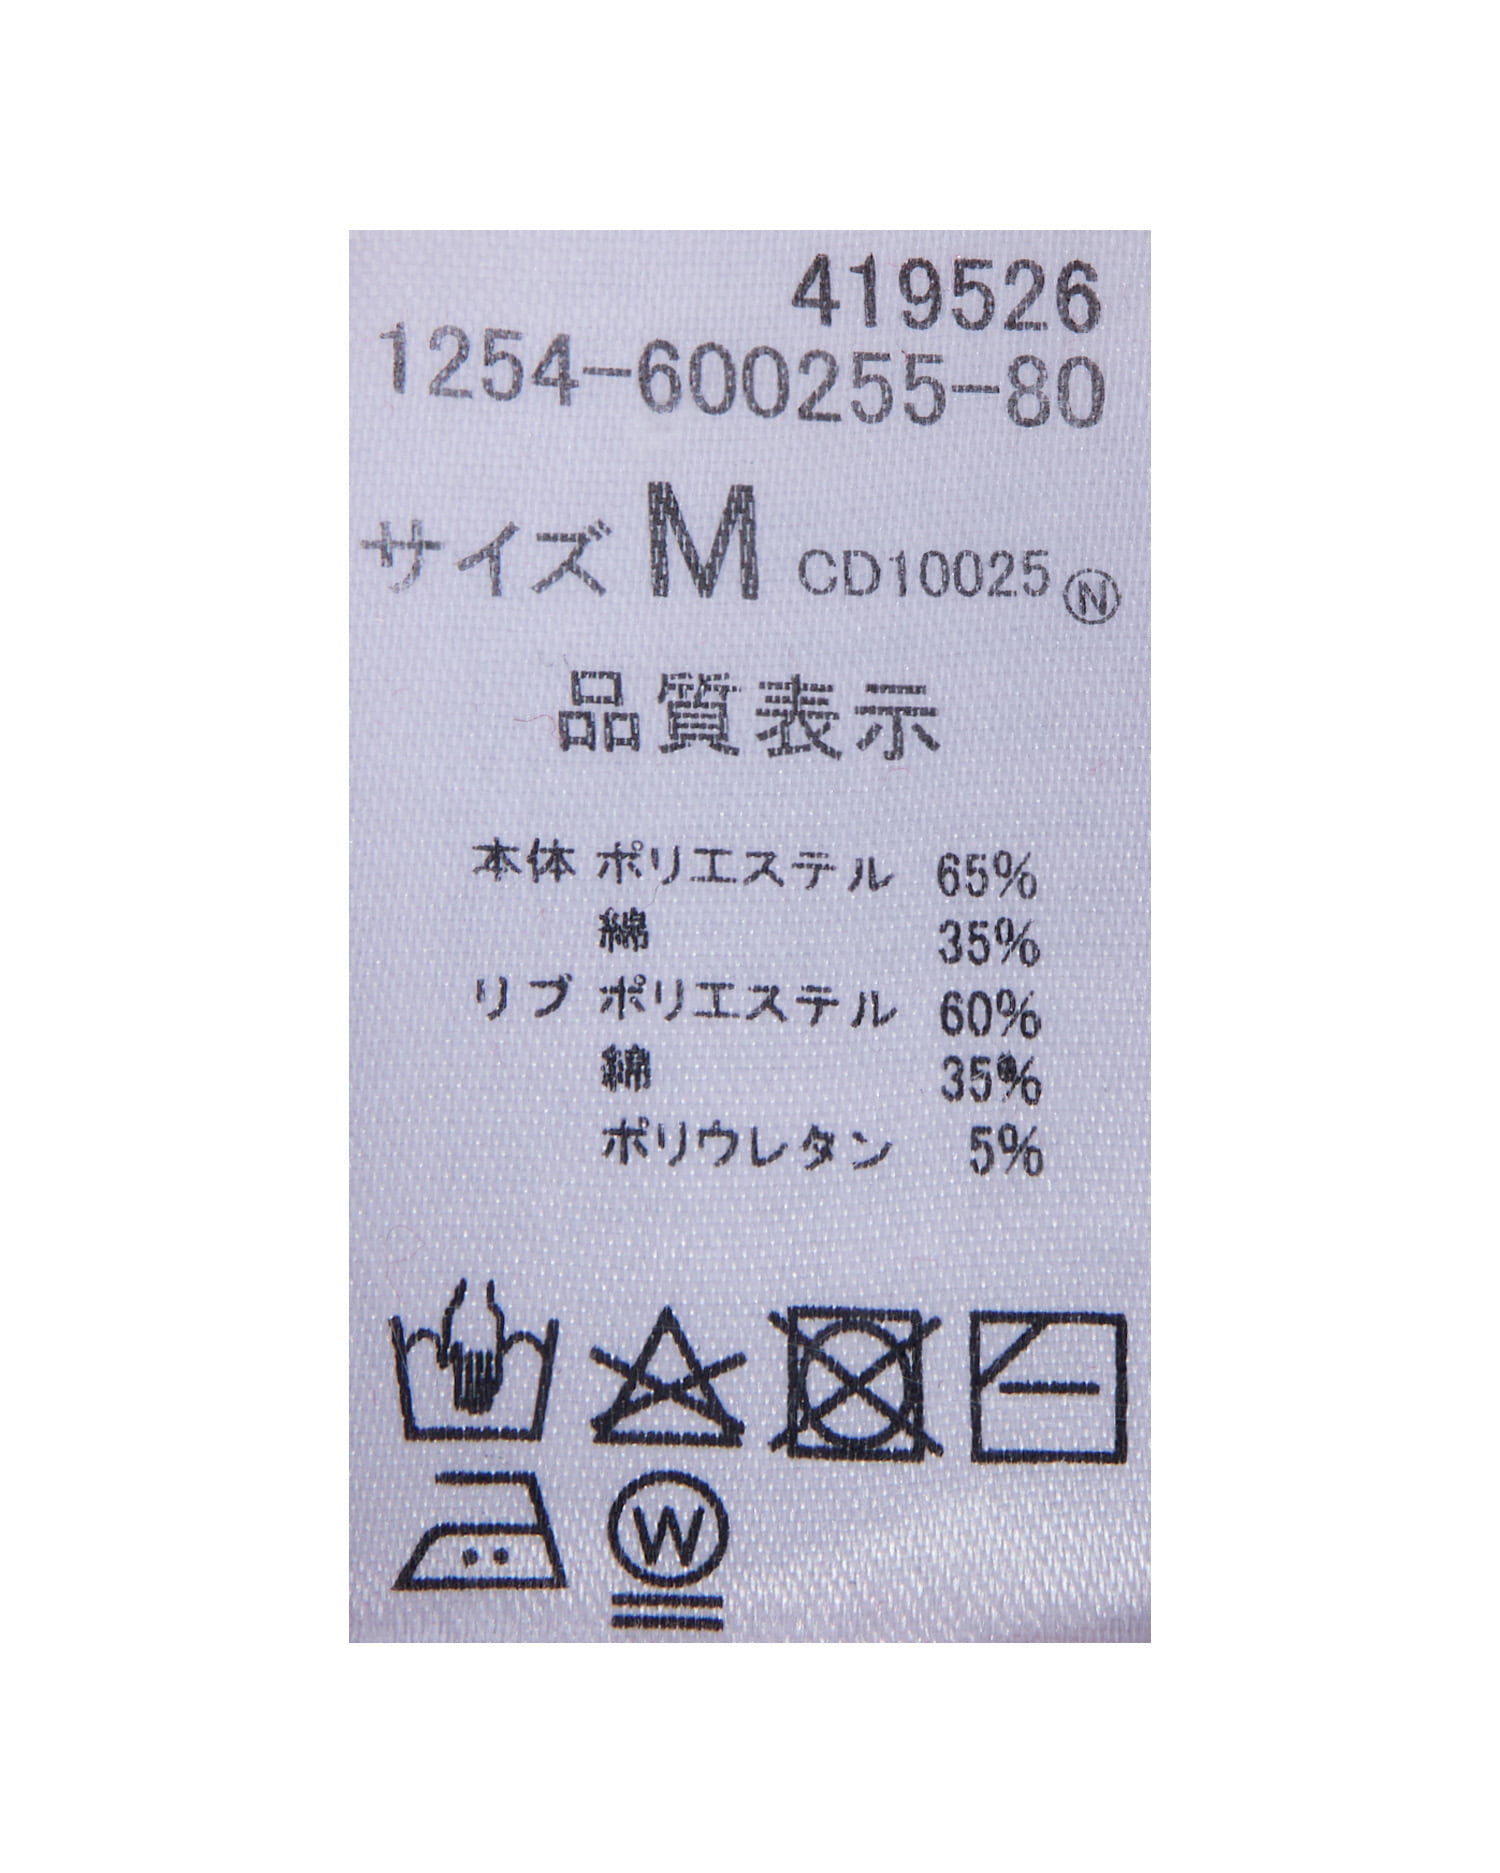 419526
1254-600255-80
サイズ M CD10025 Ⓝ
品質表示
本体 ポリエステル 65%
綿 35%
リブ ポリエステル 60%
綿 35%
ポリウレタン 5%
W